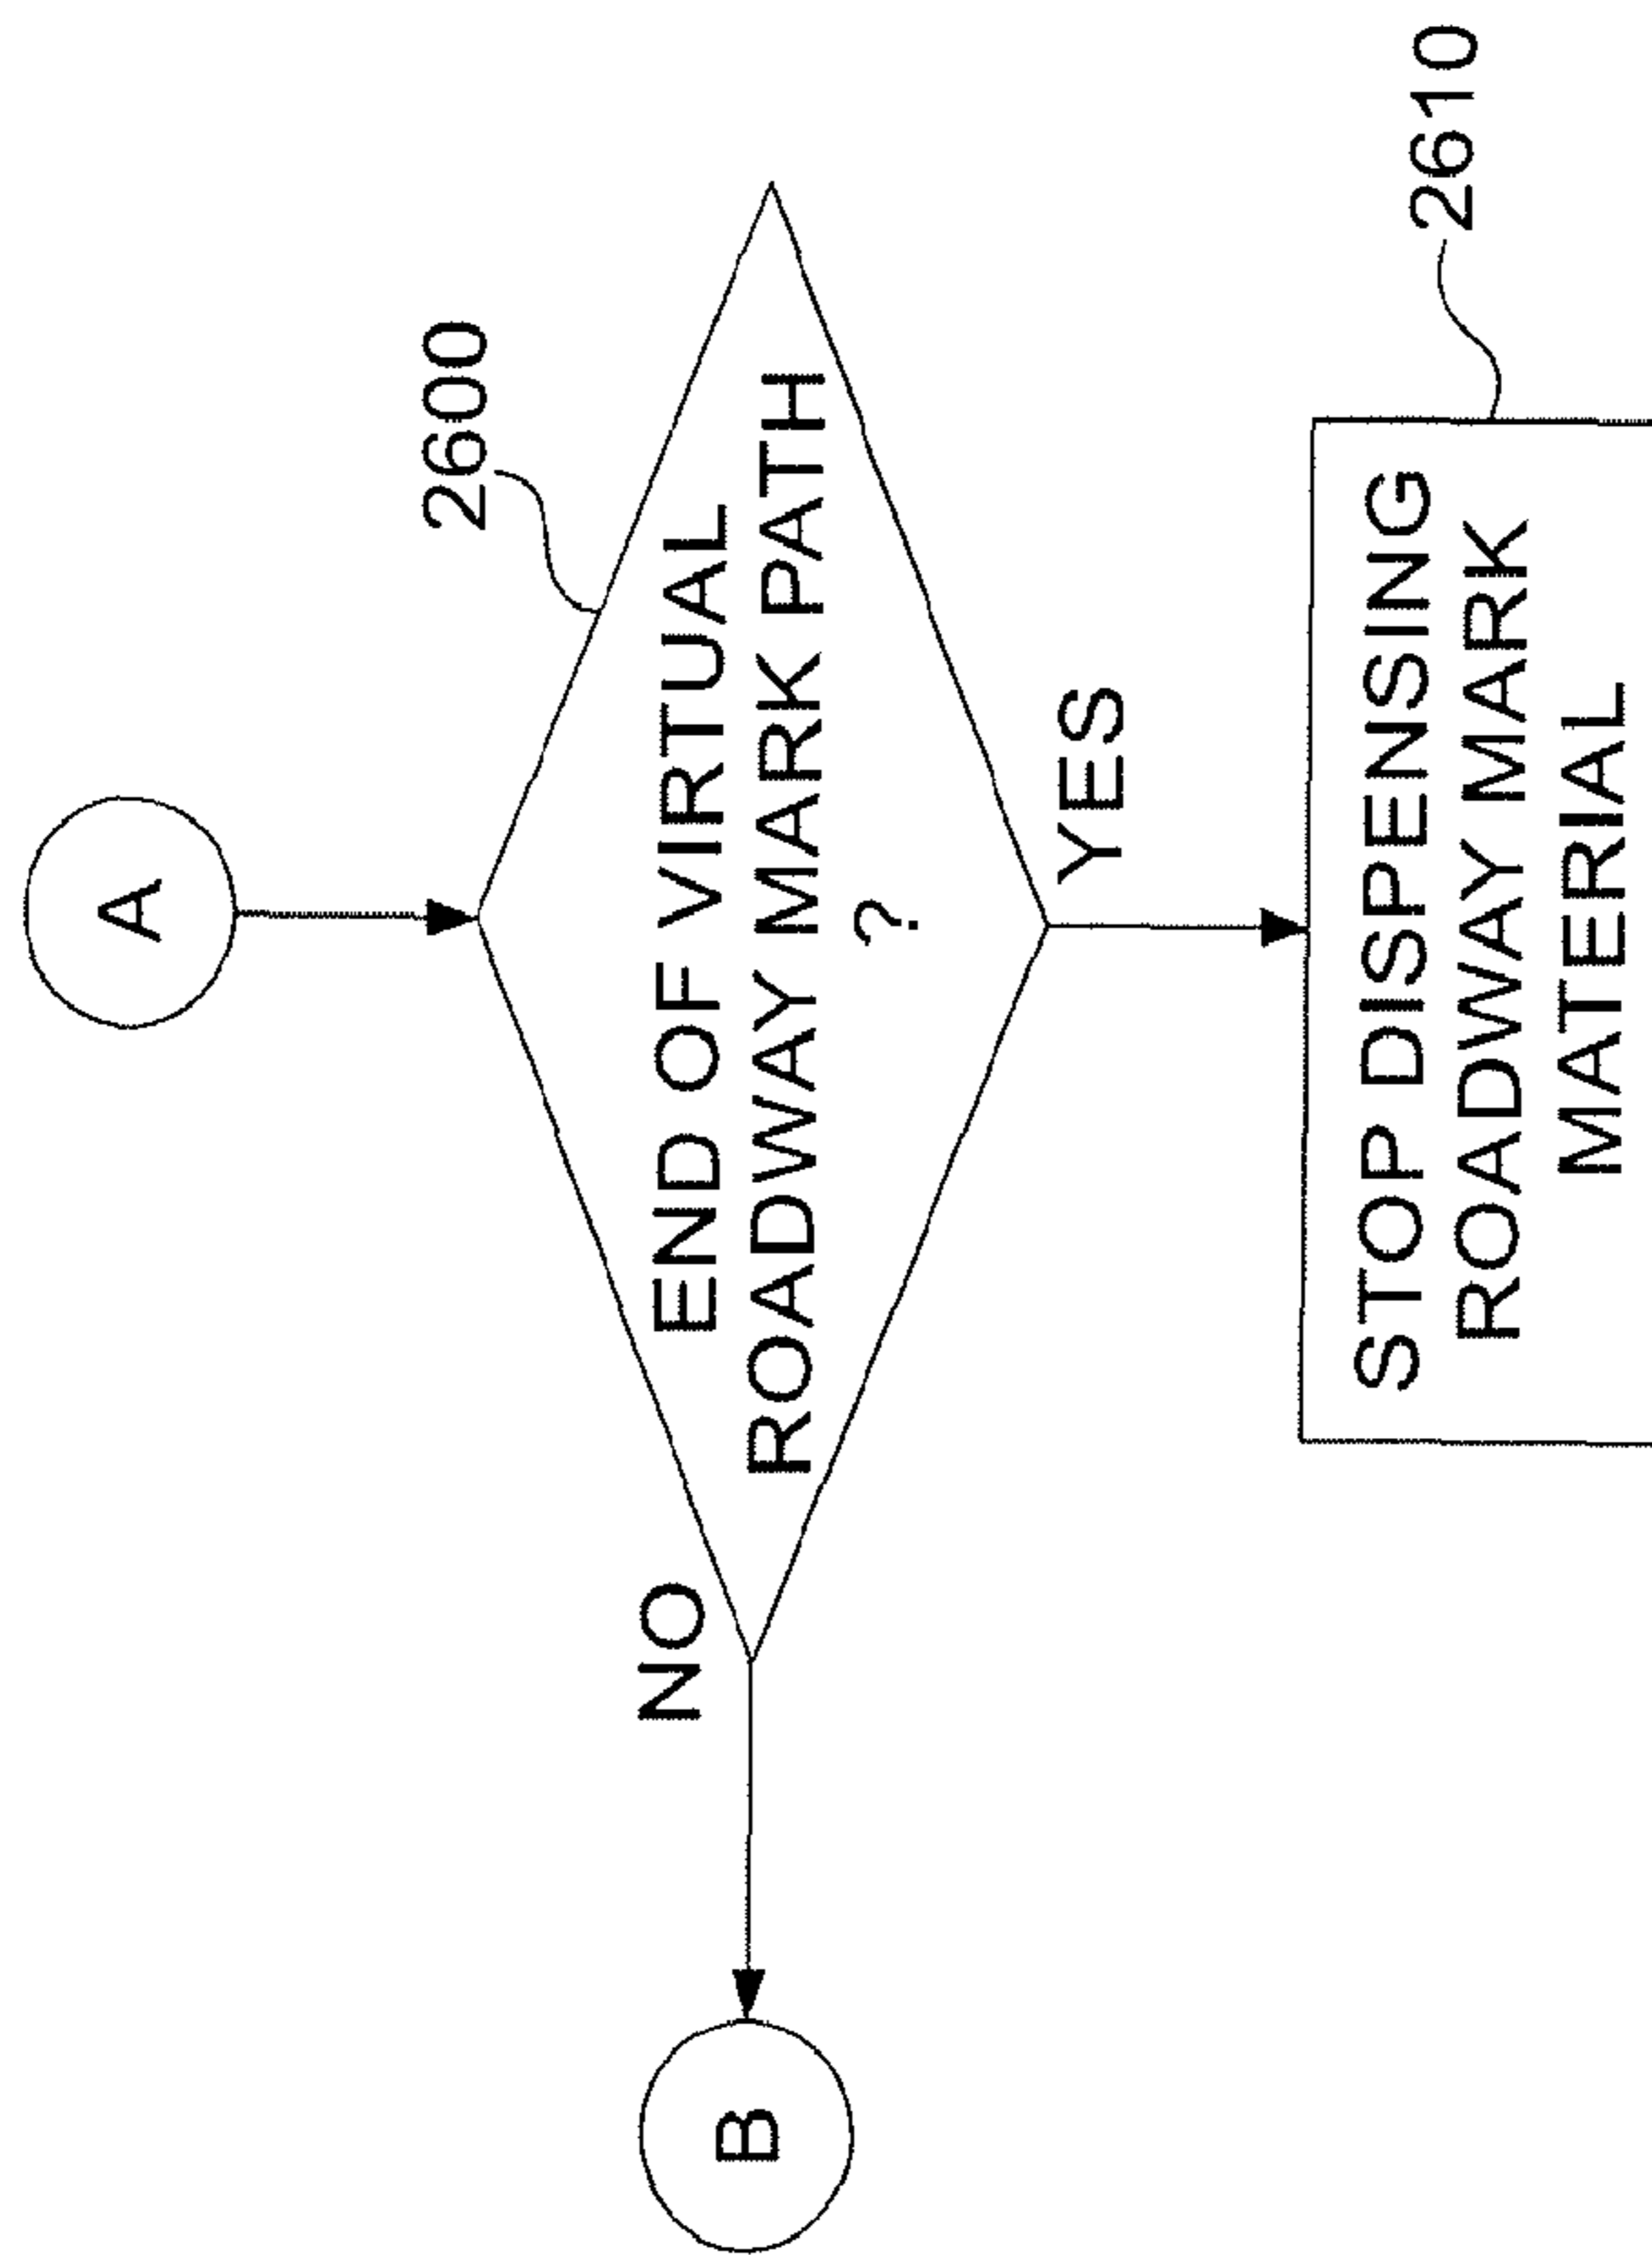 A
2600
END OF VIRTUAL
ROADWAY MARK PATH
?
NO
B
YES
2610
STOP DISPENSING
ROADWAY MARK
MATERIAL